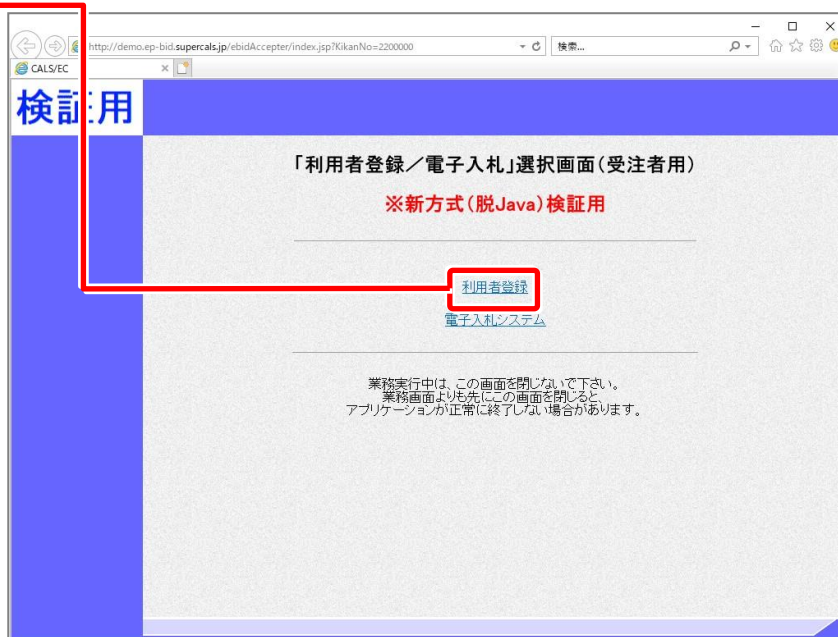 http://demo.ep-bid.supercals.jp/ebidAccepter/index.jsp?KikanNo=2200000
検索...
CALS/EC
検証用
「利用者登録／電子入札」選択画面（受注者用）
※新方式（脱Java）検証用
利用者登録
電子入札システム
業務実行中は、この画面を閉じないで下さい。
業務画面よりも先にこの画面を閉じると、
アプリケーションが正常に終了しない場合があります。